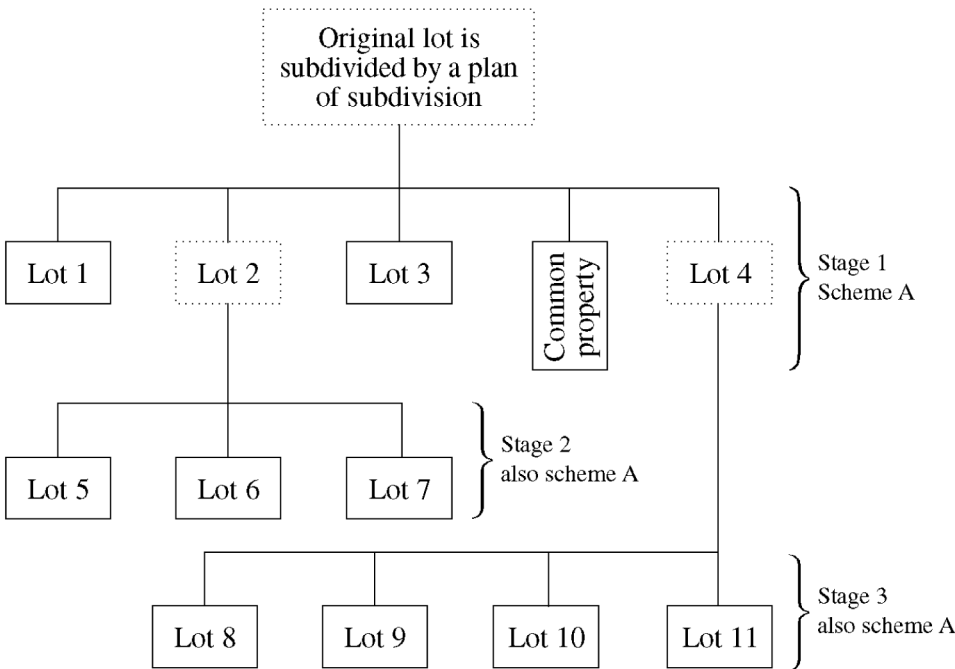 Original lot is
subdivided by a plan
of subdivision
Lot 1
Lot 2
Lot 3
Common
property
Lot 4
Stage 1
Scheme A
Lot 5
Lot 6
Lot 7
Stage 2
also scheme A
Lot 8
Lot 9
Lot 10
Lot 11
Stage 3
also scheme A